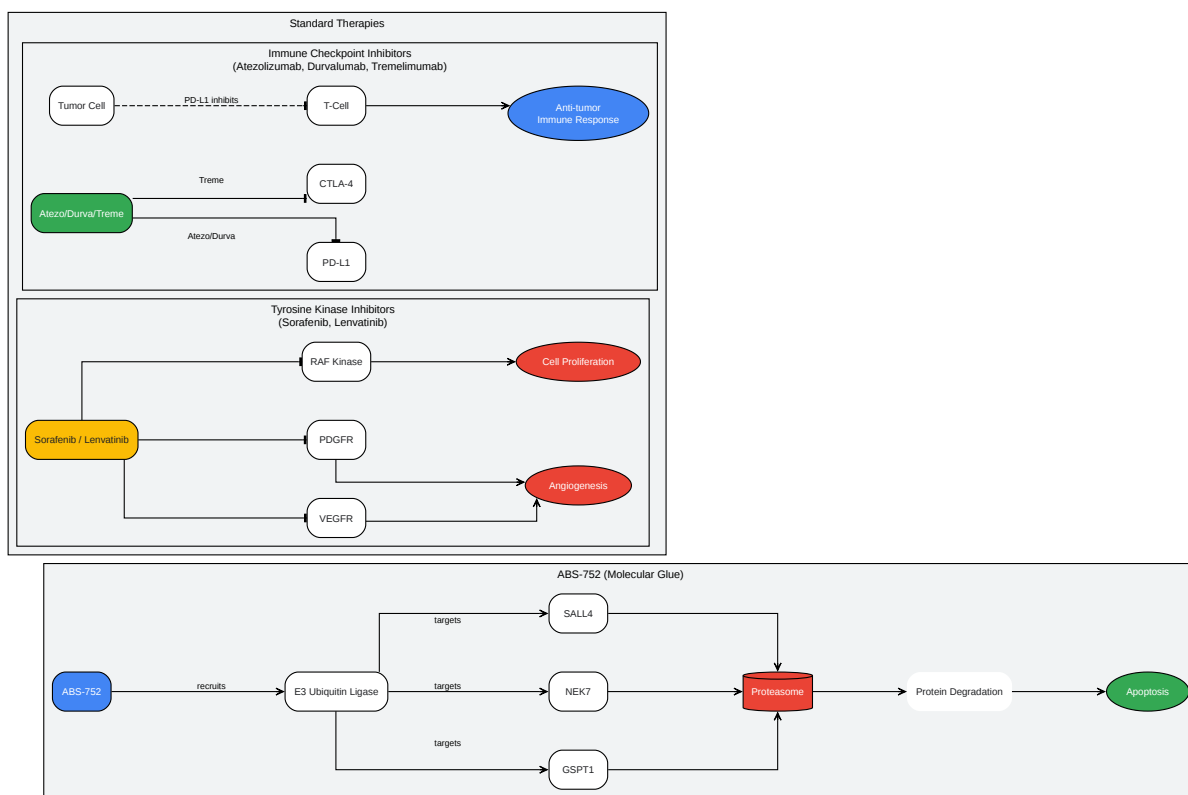 Standard Therapies
Immune Checkpoint Inhibitors
(Atezolizumab, Durvalumab, Tremelimumab)
Tumor Cell
PD-L1 inhibits
T-Cell
Anti-tumor
Immune Response
Treme
CTLA-4
Atezo/Durva/Treme
Atezo/Durva
PD-L1
Tyrosine Kinase Inhibitors
(Sorafenib, Lenvatinib)
RAF Kinase
Cell Proliferation
Sorafenib / Lenvatinib
PDGFR
Angiogenesis
VEGFR
ABS-752 (Molecular Glue)
SALL4
targets
ABS-752
recruits
E3 Ubiquitin Ligase
targets
NEK7
Proteasome
Protein Degradation
Apoptosis
targets
GSPT1